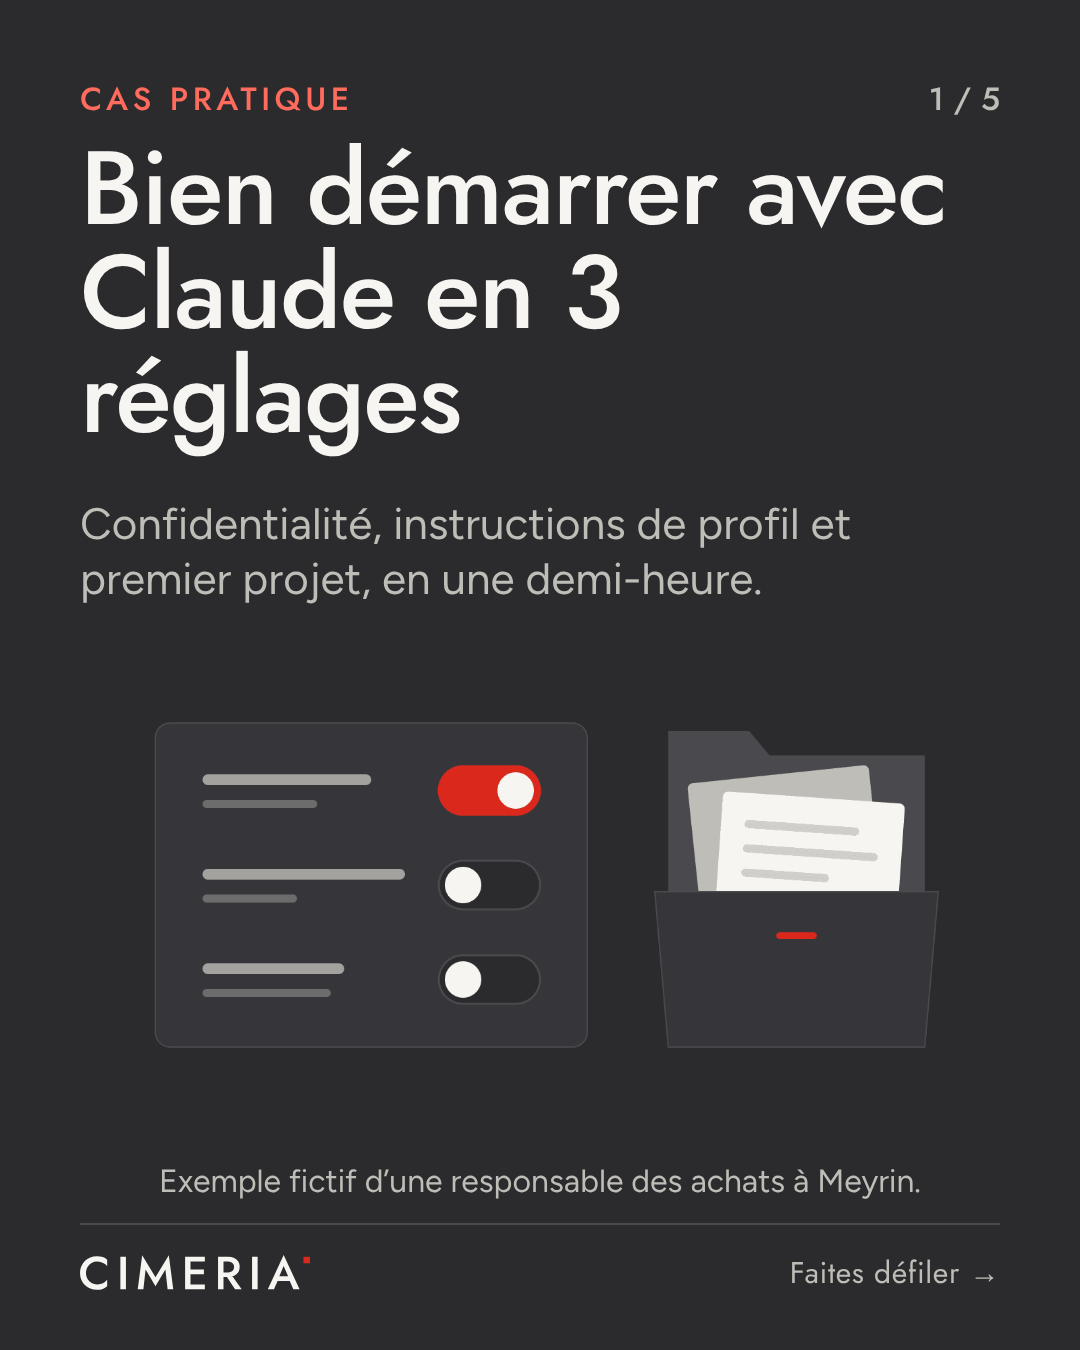 CAS PRATIQUE
1 / 5
Bien démarrer avec
Claude en 3
réglages
Confidentialité, instructions de profil et
premier projet, en une demi-heure.
Exemple fictif d’une responsable des achats à Meyrin.
CIMERIA
Faites défiler →